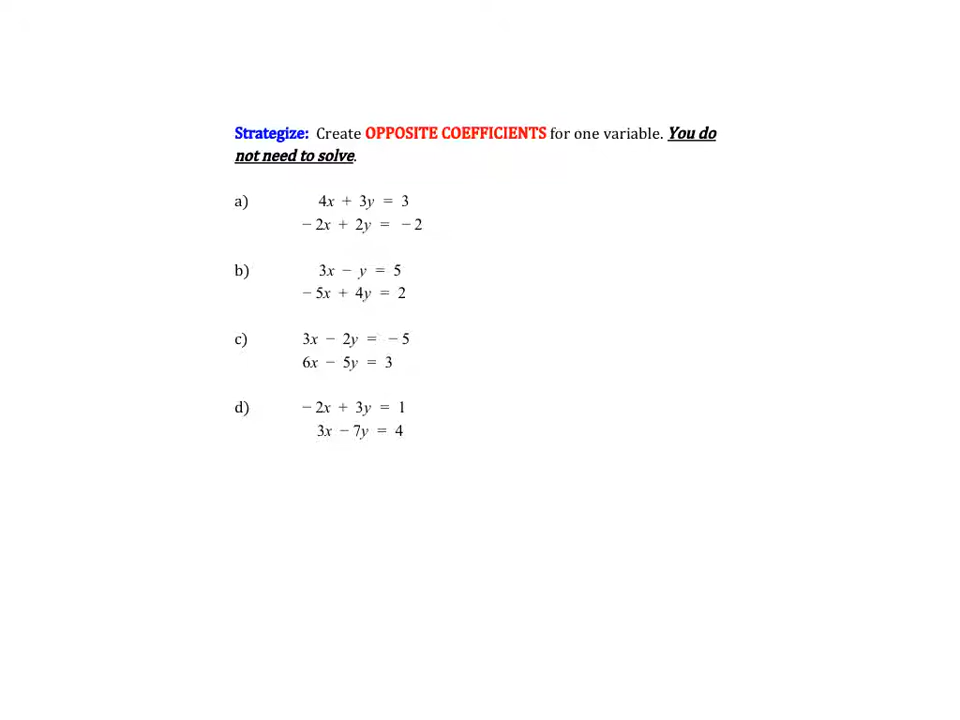 Strategize: Create OPPOSITE COEFFICIENTS for one variable. You do
not need to solve.
a) 4x + 3y = 3
− 2x + 2y = − 2
b) 3x − y = 5
− 5x + 4y = 2
c) 3x − 2y = − 5
6x − 5y = 3
d) − 2x + 3y = 1
3x − 7y = 4